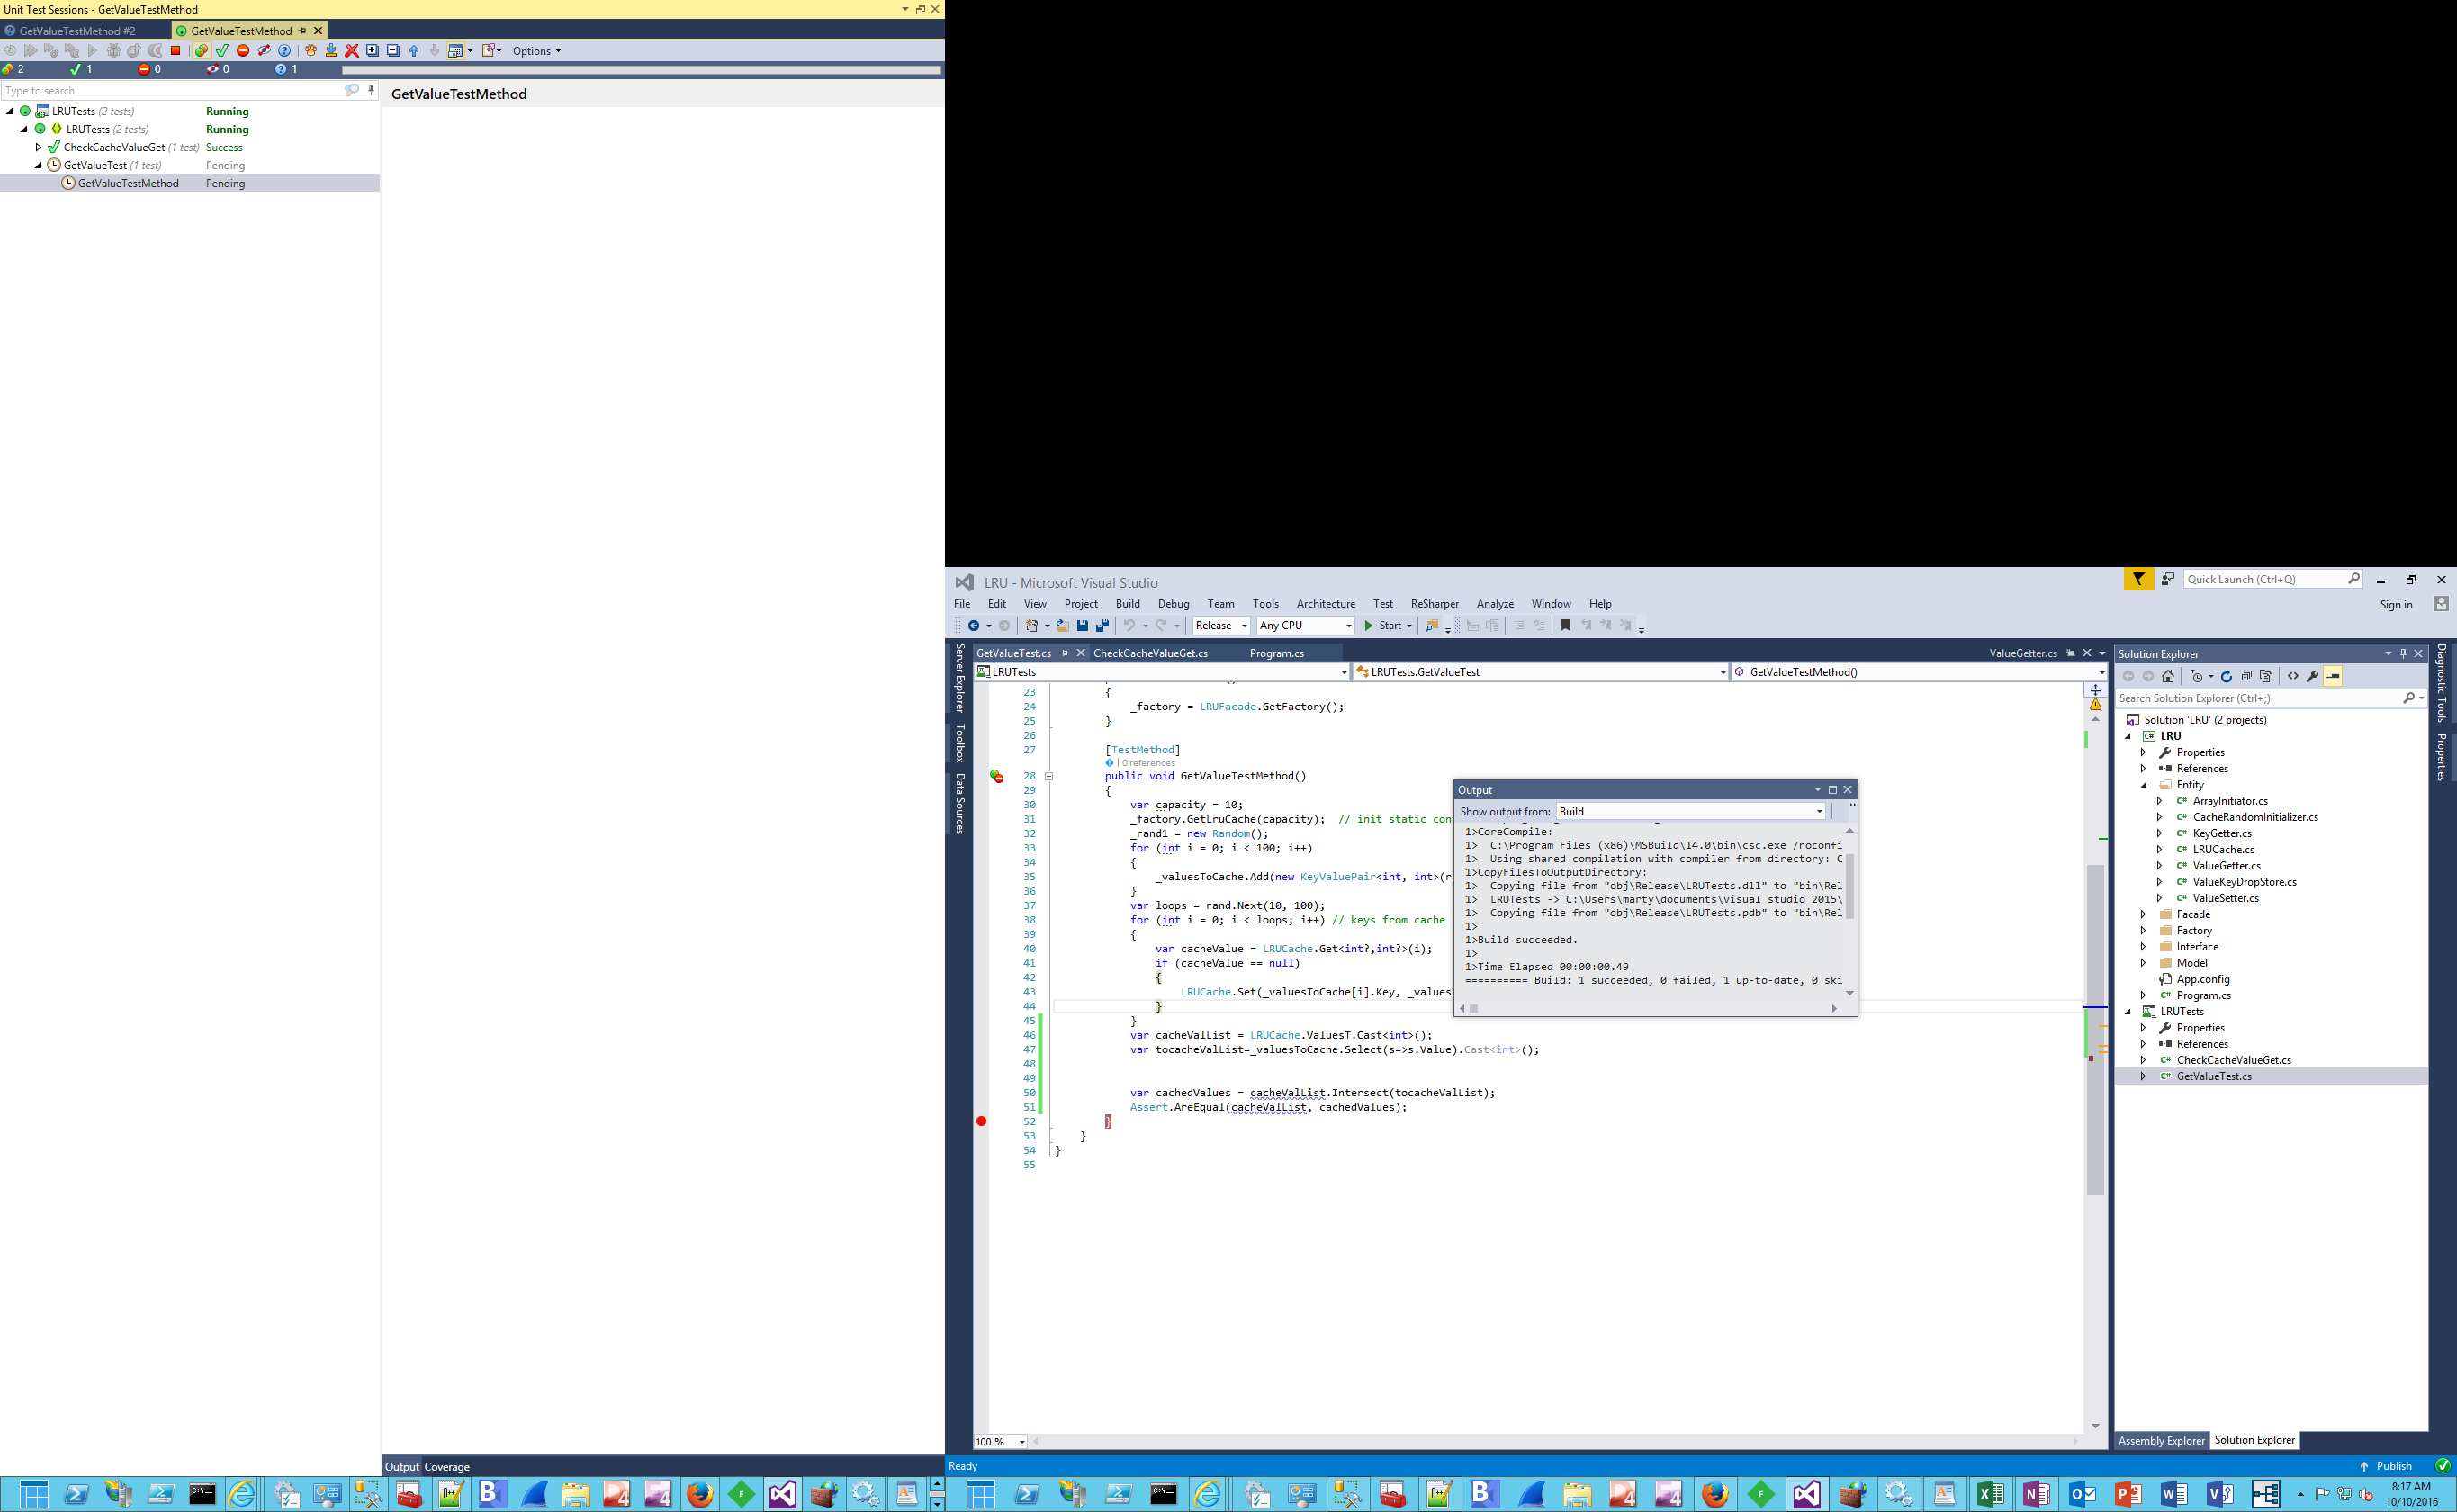 Unit Test Sessions - GetValueTestMethod
GetValueTestMethod #2
GetValueTestMethod
Options
2 1 0 0 1
Type to search
GetValueTestMethod
LRUTests (2 tests) Running
LRUTests (2 tests) Running
CheckCacheValueGet (1 test) Success
GetValueTest (1 test) Pending
GetValueTestMethod Pending
Output Coverage
LRU - Microsoft Visual Studio
Quick Launch (Ctrl+Q)
File Edit View Project Build Debug Team Tools Architecture Test ReSharper Analyze Window Help
Sign in
Release Any CPU Start
Server Explorer
Toolbox
Data Sources
GetValueTest.cs CheckCacheValueGet.cs Program.cs ValueGetter.cs
LRUTests LRUTests.GetValueTest GetValueTestMethod()
23 {
24 _factory = LRUFacade.GetFactory();
25 }
26
27 [TestMethod]
0 references
28 public void GetValueTestMethod()
29 {
30 var capacity = 10;
31 _factory.GetLruCache(capacity); // init static con
32 _rand1 = new Random();
33 for (int i = 0; i < 100; i++)
34 {
35 _valuesToCache.Add(new KeyValuePair<int, int>(ra
36 }
37 var loops = rand.Next(10, 100);
38 for (int i = 0; i < loops; i++) // keys from cache
39 {
40 var cacheValue = LRUCache.Get<int?,int?>(i);
41 if (cacheValue == null)
42 {
43 LRUCache.Set(_valuesToCache[i].Key, _values
44 }
45 }
46 var cacheValList = LRUCache.ValuesT.Cast<int>();
47 var tocacheValList=_valuesToCache.Select(s=>s.Value).Cast<int>();
48
49
50 var cachedValues = cacheValList.Intersect(tocacheValList);
51 Assert.AreEqual(cacheValList, cachedValues);
52 }
53 }
54 }
55
100 %
Output
Show output from: Build
1>CoreCompile:
1> C:\Program Files (x86)\MSBuild\14.0\bin\csc.exe /noconfi
1> Using shared compilation with compiler from directory: C
1>CopyFilesToOutputDirectory:
1> Copying file from "obj\Release\LRUTests.dll" to "bin\Rel
1> LRUTests -> C:\Users\marty\documents\visual studio 2015\
1> Copying file from "obj\Release\LRUTests.pdb" to "bin\Rel
1>
1>Build succeeded.
1>
1>Time Elapsed 00:00:00.49
========== Build: 1 succeeded, 0 failed, 1 up-to-date, 0 ski
Solution Explorer
Search Solution Explorer (Ctrl+;)
Solution 'LRU' (2 projects)
LRU
Properties
References
Entity
ArrayInitiator.cs
CacheRandomInitializer.cs
KeyGetter.cs
LRUCache.cs
ValueGetter.cs
ValueKeyDropStore.cs
ValueSetter.cs
Facade
Factory
Interface
Model
App.config
Program.cs
LRUTests
Properties
References
CheckCacheValueGet.cs
GetValueTest.cs
Assembly Explorer Solution Explorer
Diagnostic Tools
Properties
Ready
Publish
8:17 AM
10/10/2016